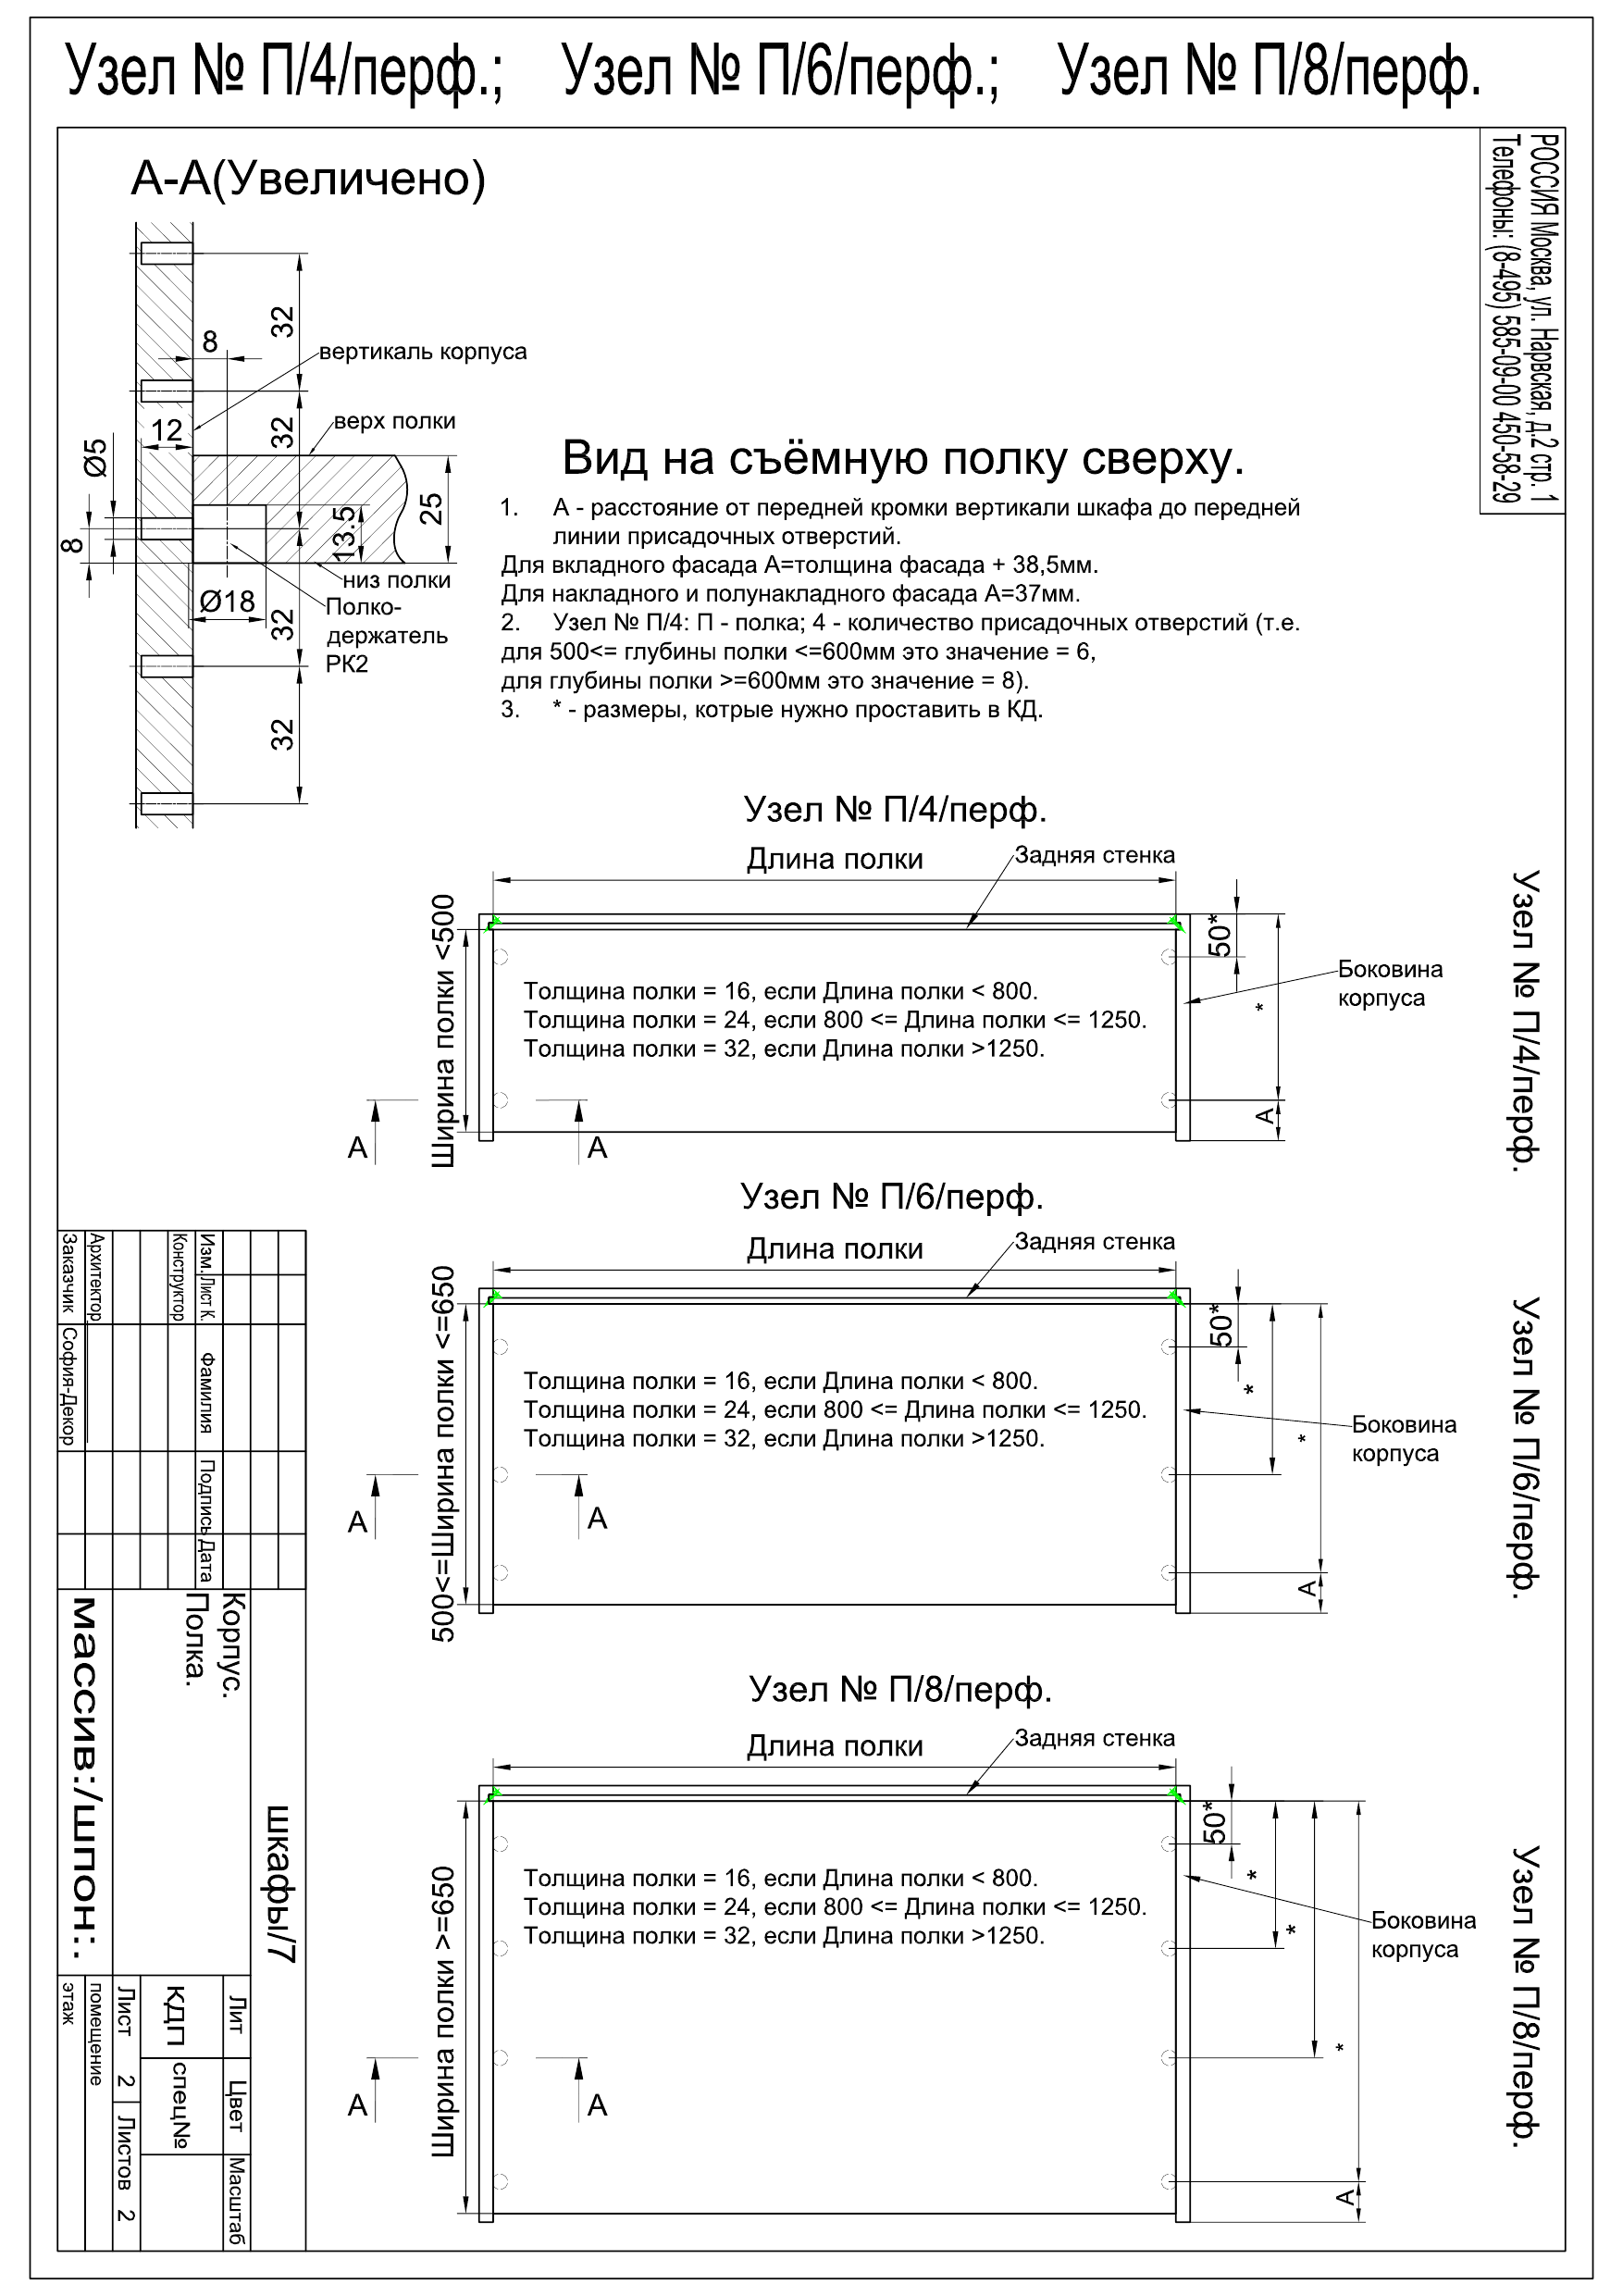 Узел № П/4/перф.; Узел № П/6/перф.; Узел № П/8/перф.
РОССИЯ Москва, ул. Нарвская, д.2 стр. 1
Телефоны: (8-495) 585-09-00 450-58-29
А-А(Увеличено)
32
8
вертикаль корпуса
32
верх полки
12
Ø5
25
13.5
8
низ полки
Ø18
32
Полко-
держатель
РК2
32
Вид на съёмную полку сверху.
1. А - расстояние от передней кромки вертикали шкафа до передней
линии присадочных отверстий.
Для вкладного фасада А=толщина фасада + 38,5мм.
Для накладного и полунакладного фасада А=37мм.
2. Узел № П/4: П - полка; 4 - количество присадочных отверстий (т.е.
для 500<= глубины полки <=600мм это значение = 6,
для глубины полки >=600мм это значение = 8).
3. * - размеры, котрые нужно проставить в КД.
Узел № П/4/перф.
Длина полки
Задняя стенка
Ширина полки <500
50*
*
Боковина
корпуса
Толщина полки = 16, если Длина полки < 800.
Толщина полки = 24, если 800 <= Длина полки <= 1250.
Толщина полки = 32, если Длина полки >1250.
А
А
А
Узел № П/4/перф.
Узел № П/6/перф.
Длина полки
Задняя стенка
500<=Ширина полки <=650
50*
*
*
Боковина
корпуса
Толщина полки = 16, если Длина полки < 800.
Толщина полки = 24, если 800 <= Длина полки <= 1250.
Толщина полки = 32, если Длина полки >1250.
А
А
А
Узел № П/6/перф.
Узел № П/8/перф.
Длина полки
Задняя стенка
Ширина полки >=650
50*
*
*
*
Боковина
корпуса
Толщина полки = 16, если Длина полки < 800.
Толщина полки = 24, если 800 <= Длина полки <= 1250.
Толщина полки = 32, если Длина полки >1250.
А
А
А
Узел № П/8/перф.
шкафы/7
Изм. Лист К. Фамилия Подпись Дата
Конструктор
Архитектор
Заказчик София-Декор
Корпус.
Полка.
массив:/шпон:.
Лит Цвет Масштаб
КДП спец№
Лист 2 Листов 2
помещение
этаж